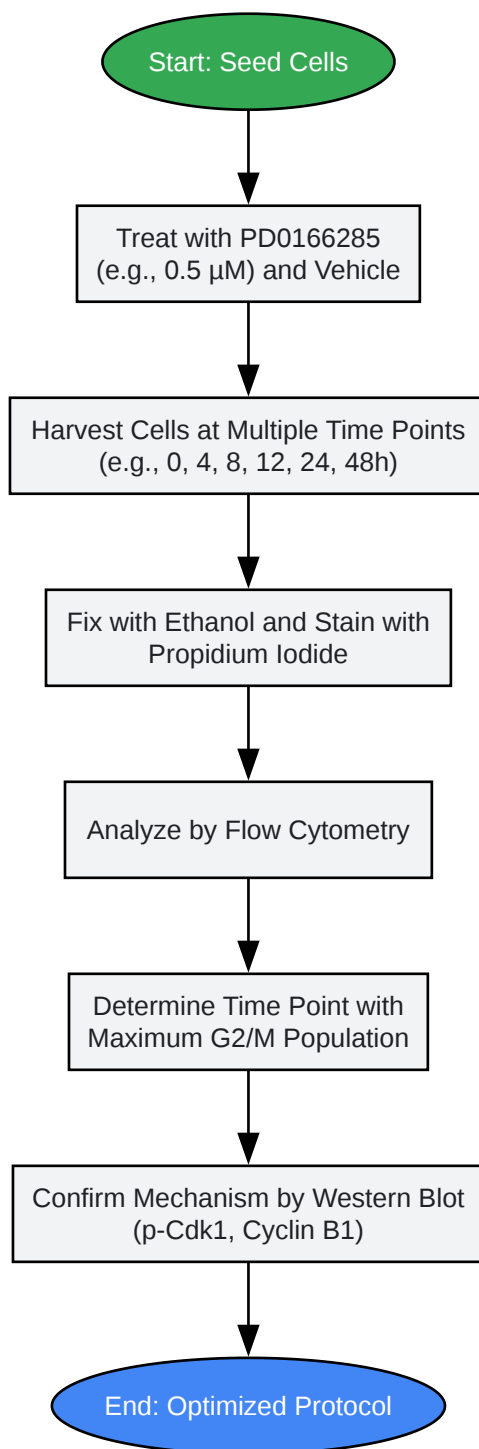 Start: Seed Cells
Treat with PD0166285
(e.g., 0.5 µM) and Vehicle
Harvest Cells at Multiple Time Points
(e.g., 0, 4, 8, 12, 24, 48h)
Fix with Ethanol and Stain with
Propidium Iodide
Analyze by Flow Cytometry
Determine Time Point with
Maximum G2/M Population
Confirm Mechanism by Western Blot
(p-Cdk1, Cyclin B1)
End: Optimized Protocol